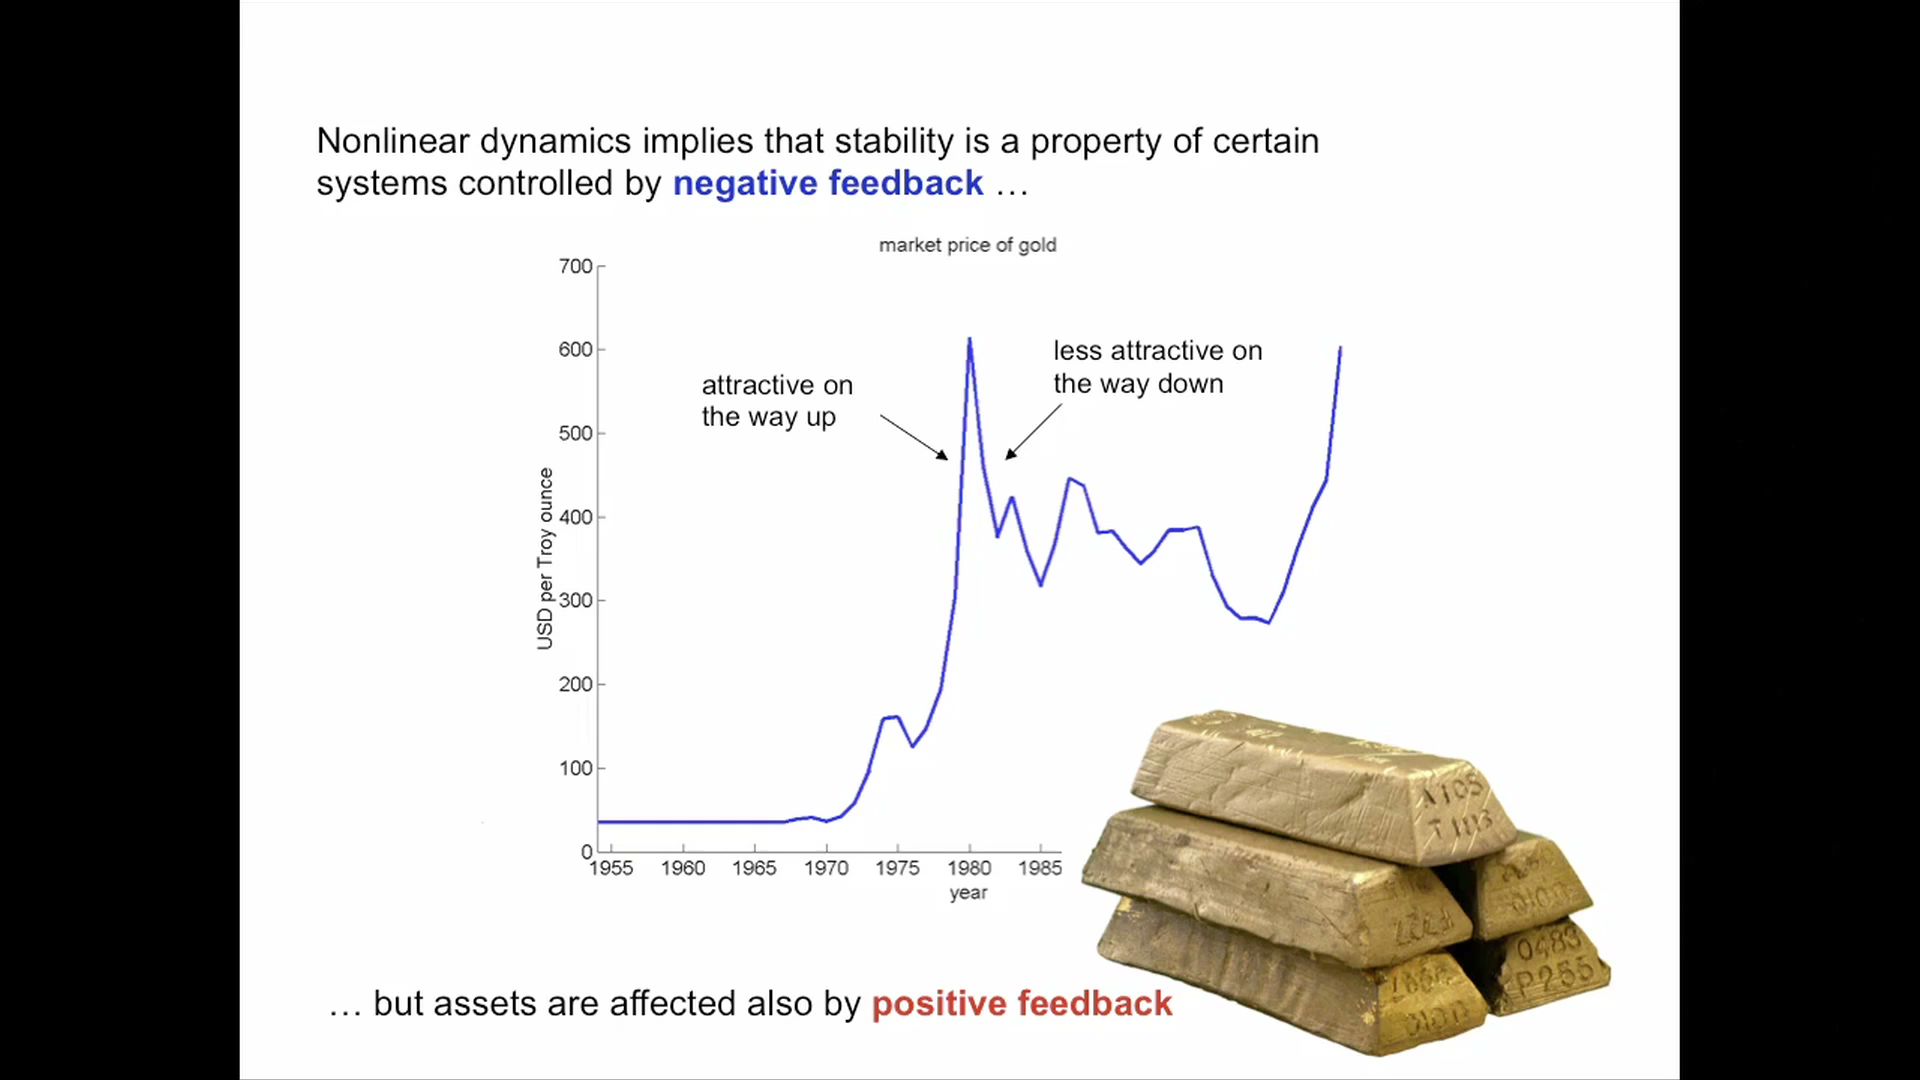 Nonlinear dynamics implies that stability is a property of certain
systems controlled by negative feedback …
market price of gold
700
600
500
400
300
200
100
0
USD per Troy ounce
attractive on
the way up
less attractive on
the way down
1955 1960 1965 1970 1975 1980 1985
year
A105
0483
P255
… but assets are affected also by positive feedback